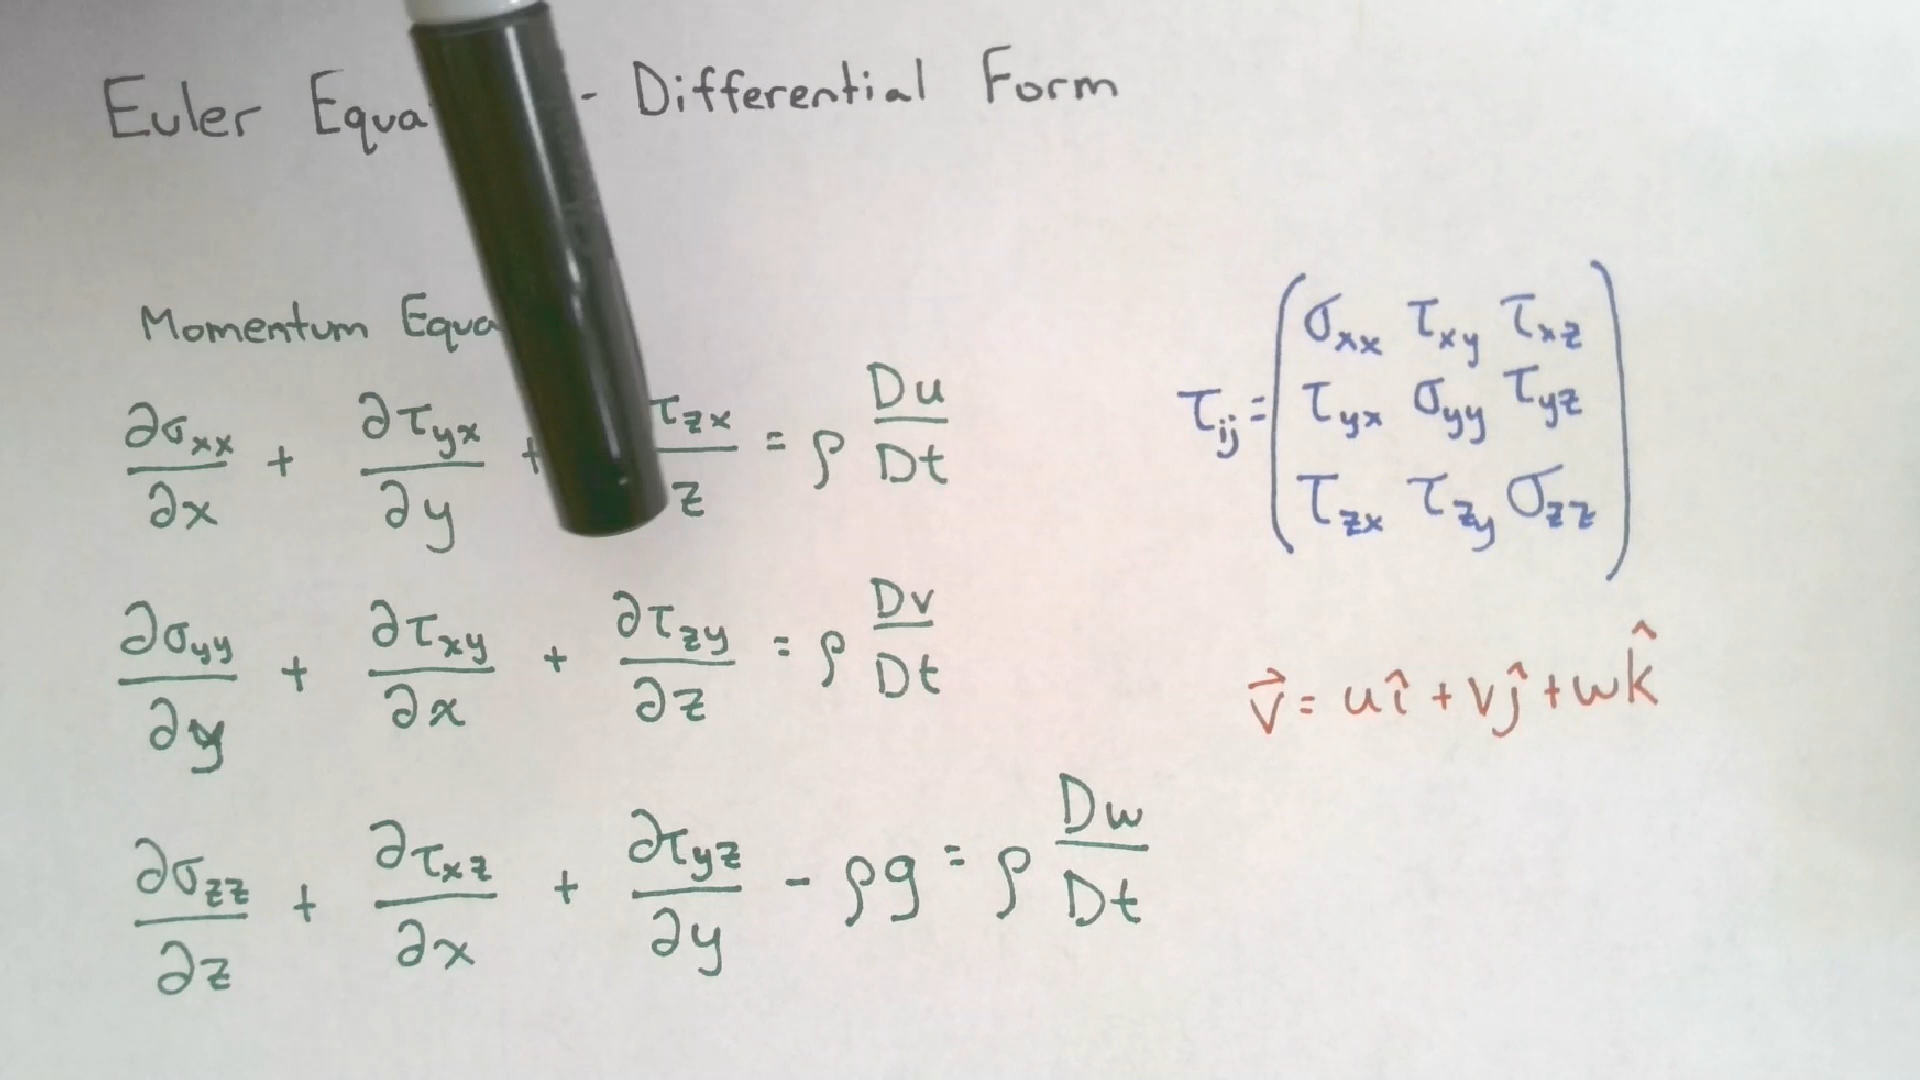 Euler Equa - Differential Form
Momentum Equa
∂σxx/∂x + ∂τyx/∂y + τzx/z = ρ Du/Dt
∂σyy/∂y + ∂τxy/∂x + ∂τzy/∂z = ρ Dv/Dt
∂σzz/∂z + ∂τxz/∂x + ∂τyz/∂y - ρg = ρ Dw/Dt
τij = (σxx τxy τxz
τyx σyy τyz
τzx τzy σzz)
v⃗ = uî + vĵ + wk̂